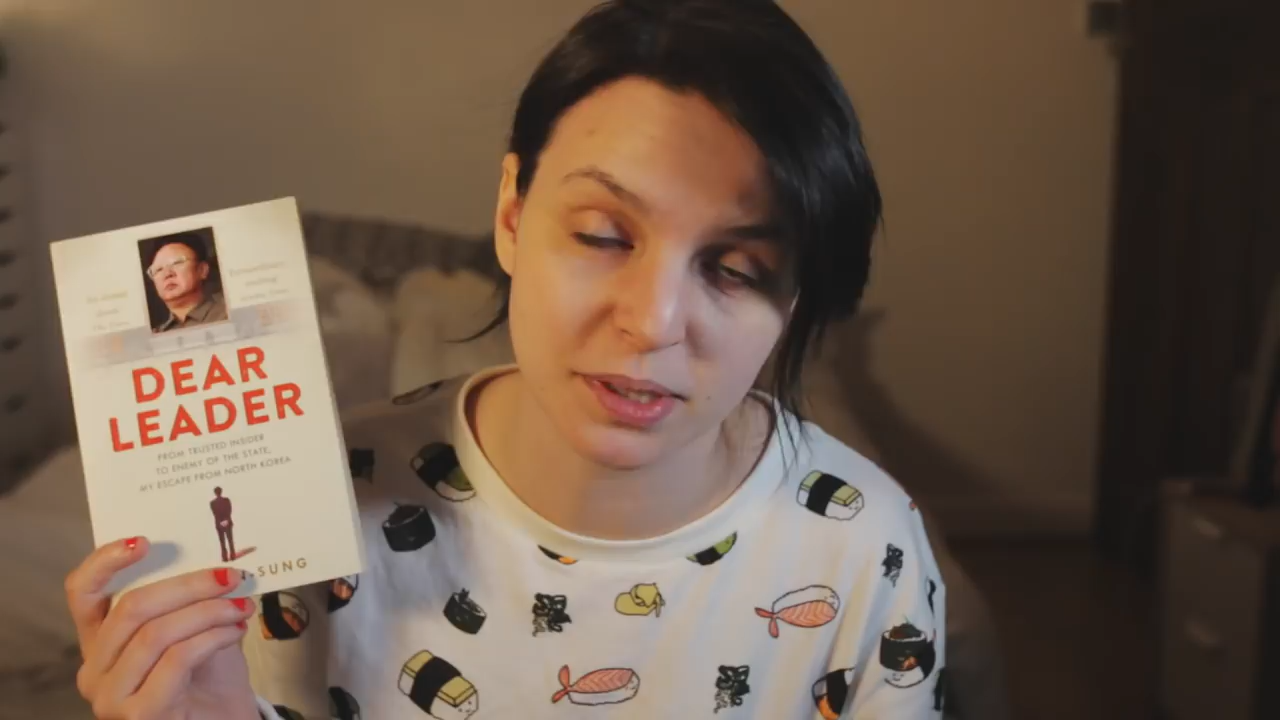 DEAR
LEADER
FROM TRUSTED INSIDER
TO ENEMY OF THE STATE,
MY ESCAPE FROM NORTH KOREA
-SUNG